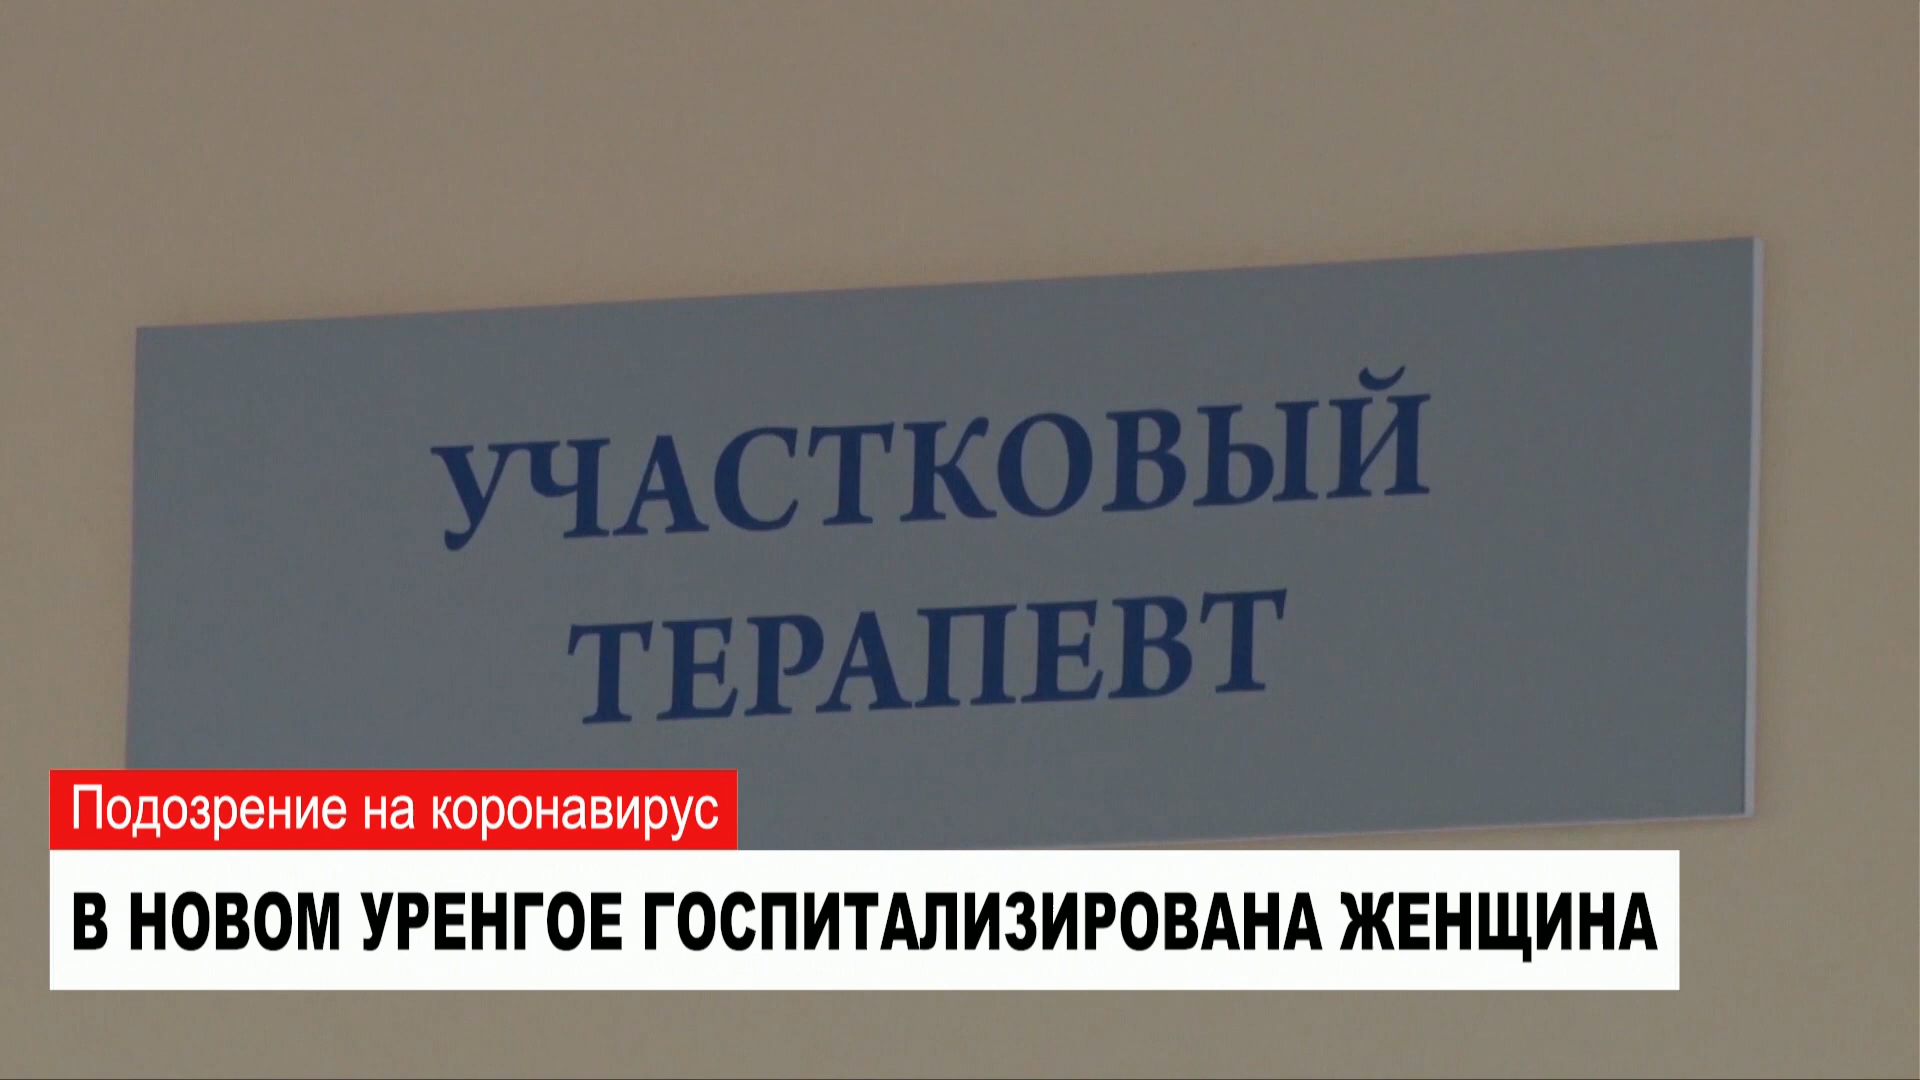 УЧАСТКОВЫЙ
ТЕРАПЕВТ
Подозрение на коронавирус
В НОВОМ УРЕНГОЕ ГОСПИТАЛИЗИРОВАНА ЖЕНЩИНА